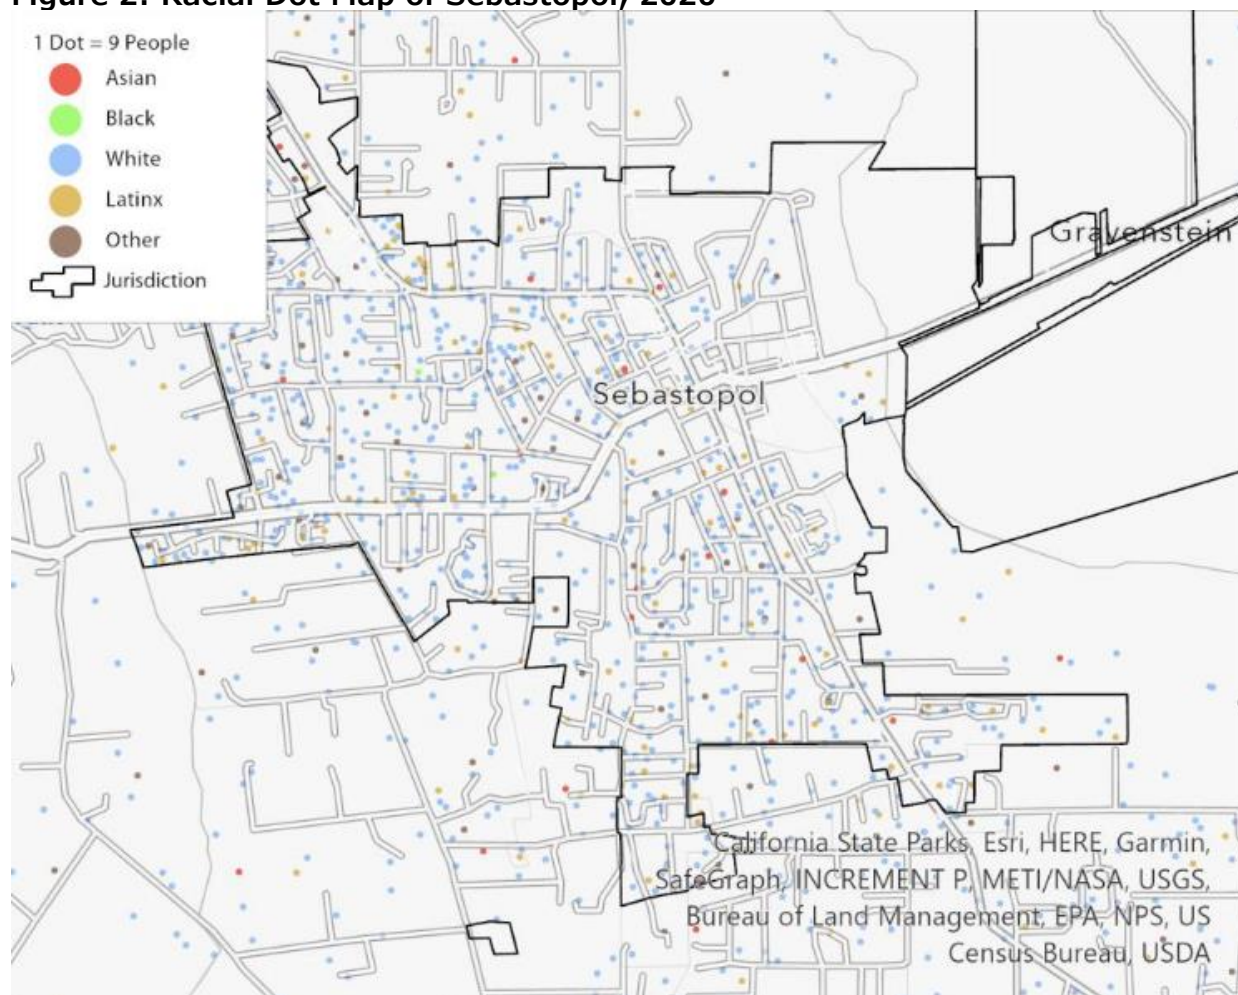 Figure 2: Racial Dot Map of Sebastopol, 2020
1 Dot = 9 People
Asian
Black
White
Latinx
Other
Jurisdiction
Gravenstein
Sebastopol
California State Parks, Esri, HERE, Garmin,
SafeGraph, INCREMENT P, METI/NASA, USGS,
Bureau of Land Management, EPA, NPS, US
Census Bureau, USDA